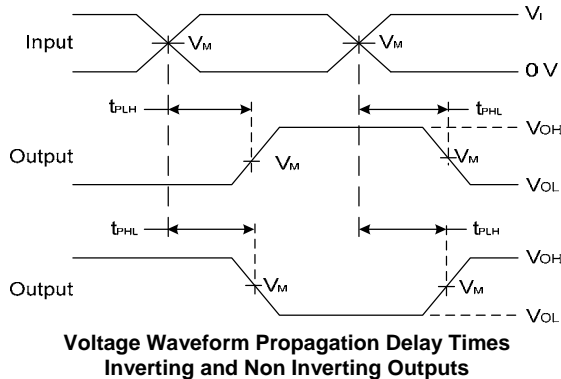 VI
Input
VM
VM
0 V
tPLH
tPHL
VOH
Output
VM
VM
VOL
tPHL
tPLH
VOH
Output
VM
VM
VOL
Voltage Waveform Propagation Delay Times
Inverting and Non Inverting Outputs